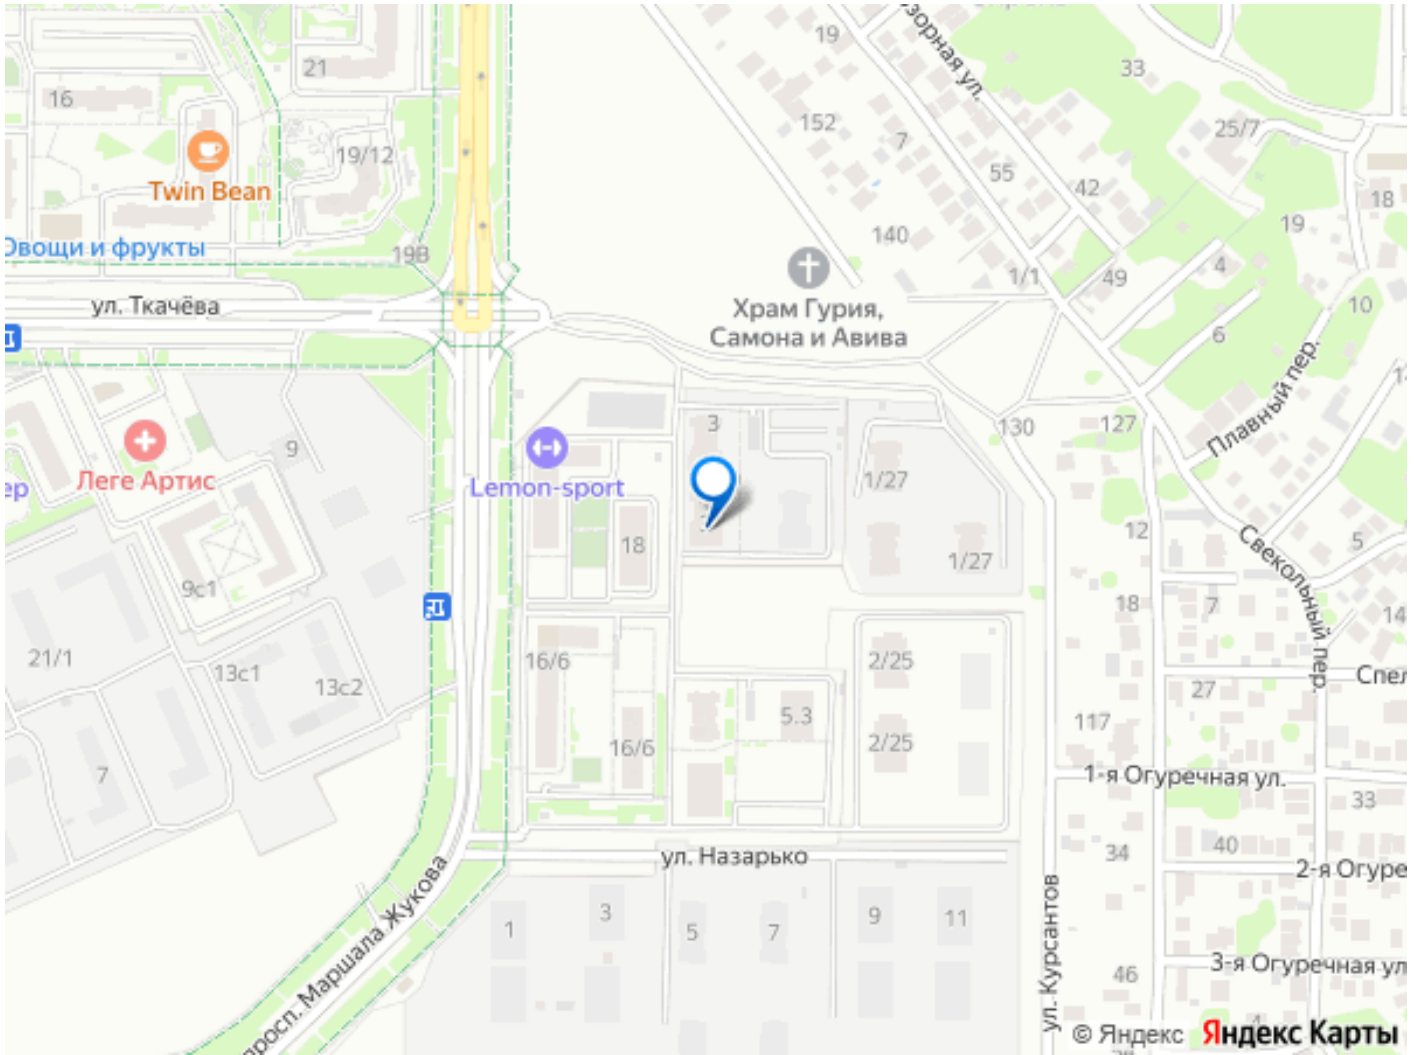 19
33
21
16
152
7
25/7
19/12
Twin Bean
55
42
18
19
140
Овощи и фрукты
19В
1/1
49
4
ул. Ткачёва
Храм Гурия,
Самона и Авива
10
6
Плавный пер.
3
130
127
9
Леге Артис
ер
Lemon-sport
1/27
18
1/27
12
Свекольный пер.
5
9с1
18
7
14
21/1
13с1
13с2
16/6
2/25
27
Спел
5.3
117
7
16/6
2/25
1-я Огуречная ул.
33
ул. Назарько
34
40
2-я Огуре
просп. Маршала Жукова
1
3
5
7
9
11
ул. Курсантов
46
3-я Огуречная ул
4
© Яндекс Яндекс Карты